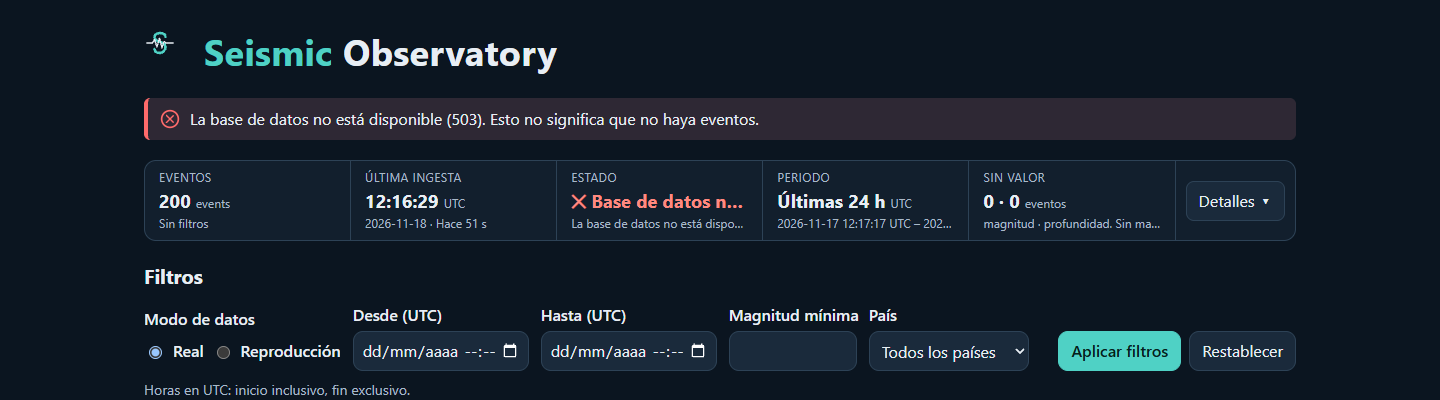 Seismic Observatory
La base de datos no está disponible (503). Esto no significa que no haya eventos.
EVENTOS
200 events
Sin filtros
ÚLTIMA INGESTA
12:16:29 UTC
2026-11-18 · Hace 51 s
ESTADO
❌ Base de datos n...
La base de datos no está dispo...
PERIODO
Últimas 24 h UTC
2026-11-17 12:17:17 UTC – 202...
SIN VALOR
0 · 0 eventos
magnitud · profundidad. Sin ma...
Detalles ▾
Filtros
Modo de datos
Real Reproducción
Desde (UTC)
dd/mm/aaaa --:--
Hasta (UTC)
dd/mm/aaaa --:--
Magnitud mínima
País
Todos los países
Aplicar filtros
Restablecer
Horas en UTC: inicio inclusivo, fin exclusivo.